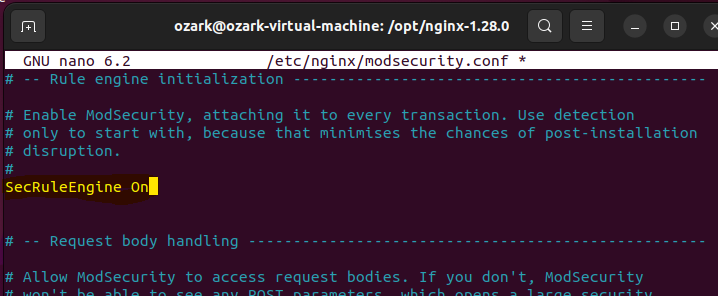 ozark@ozark-virtual-machine: /opt/nginx-1.28.0
GNU nano 6.2 /etc/nginx/modsecurity.conf *
# -- Rule engine initialization ----------------------------------------------
# Enable ModSecurity, attaching it to every transaction. Use detection
# only to start with, because that minimises the chances of post-installation
# disruption.
#
SecRuleEngine On
# -- Request body handling ---------------------------------------------------
# Allow ModSecurity to access request bodies. If you don't, ModSecurity
# won't be able to see any POST parameters, which opens a large security